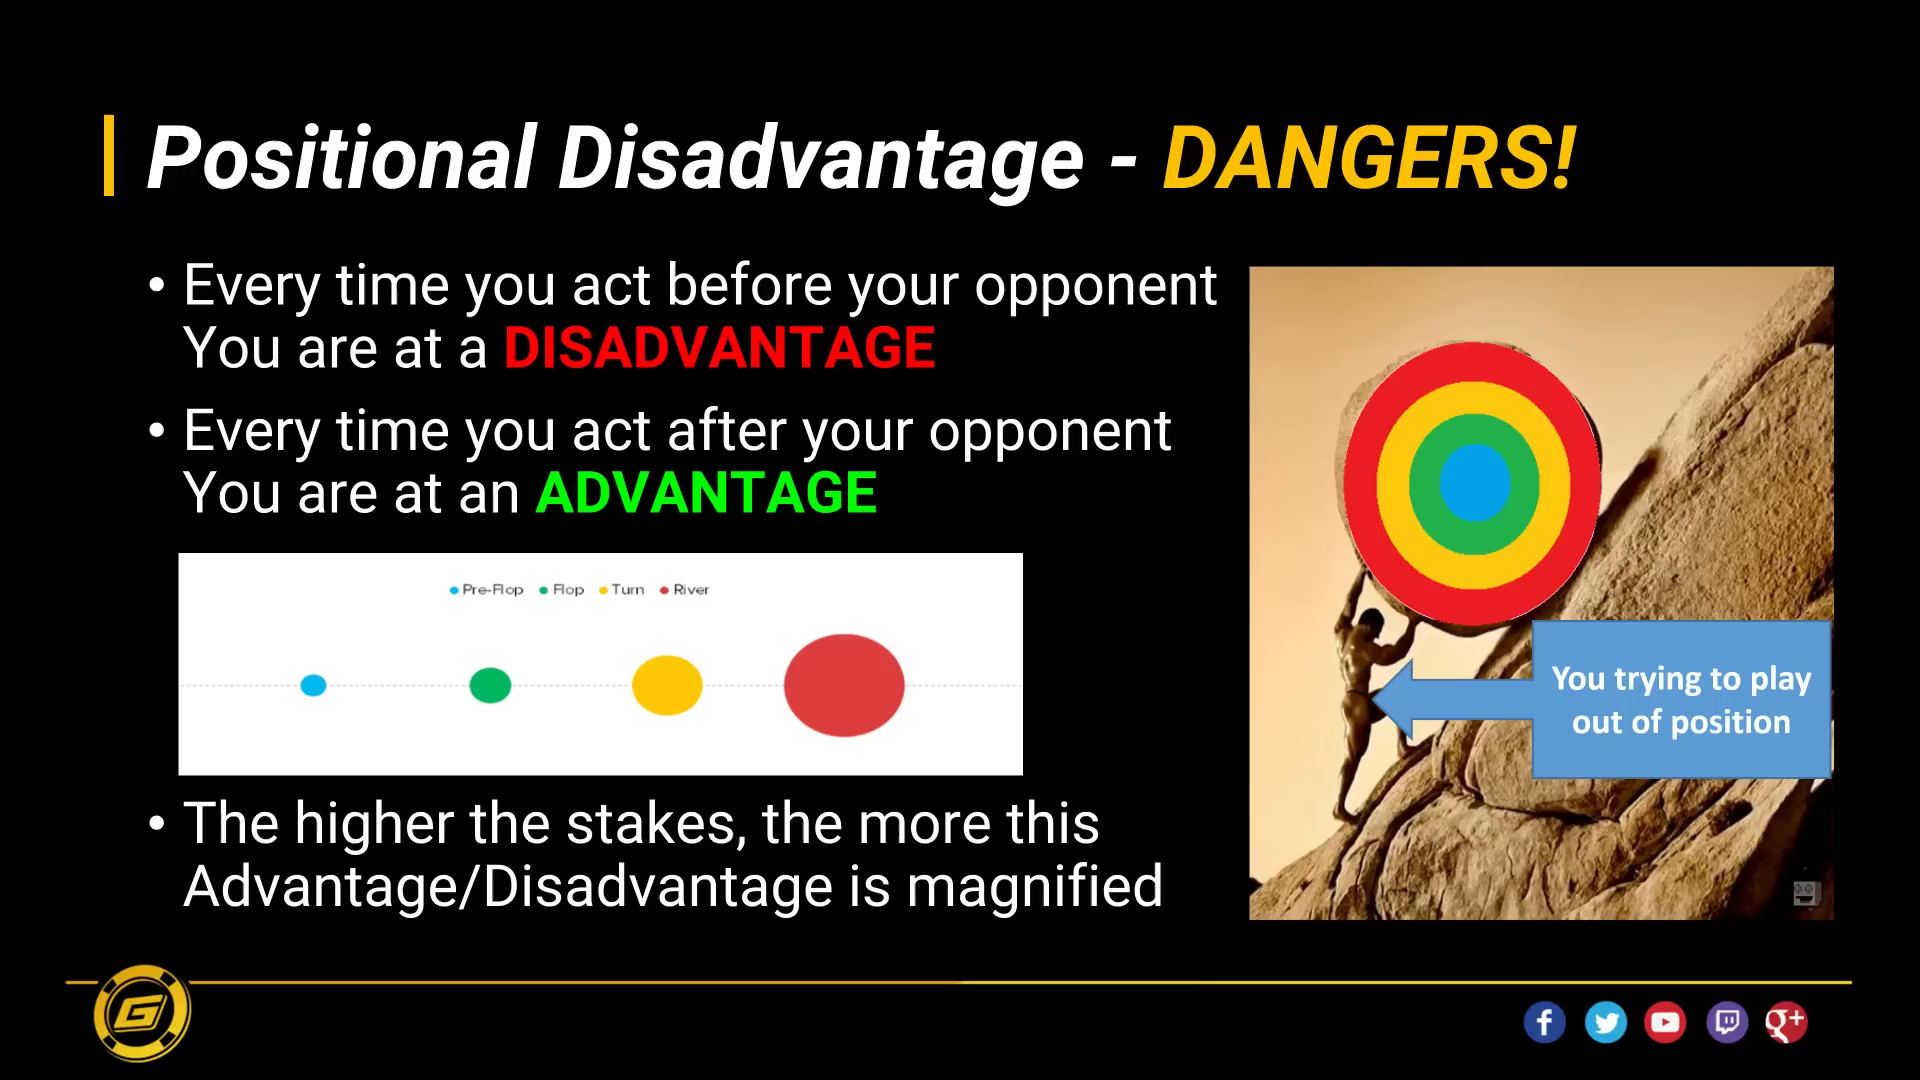 Positional Disadvantage - DANGERS!
• Every time you act before your opponent
You are at a DISADVANTAGE
• Every time you act after your opponent
You are at an ADVANTAGE
Pre-Flop Flop Turn River
• The higher the stakes, the more this
Advantage/Disadvantage is magnified
You trying to play
out of position
G
f
g+